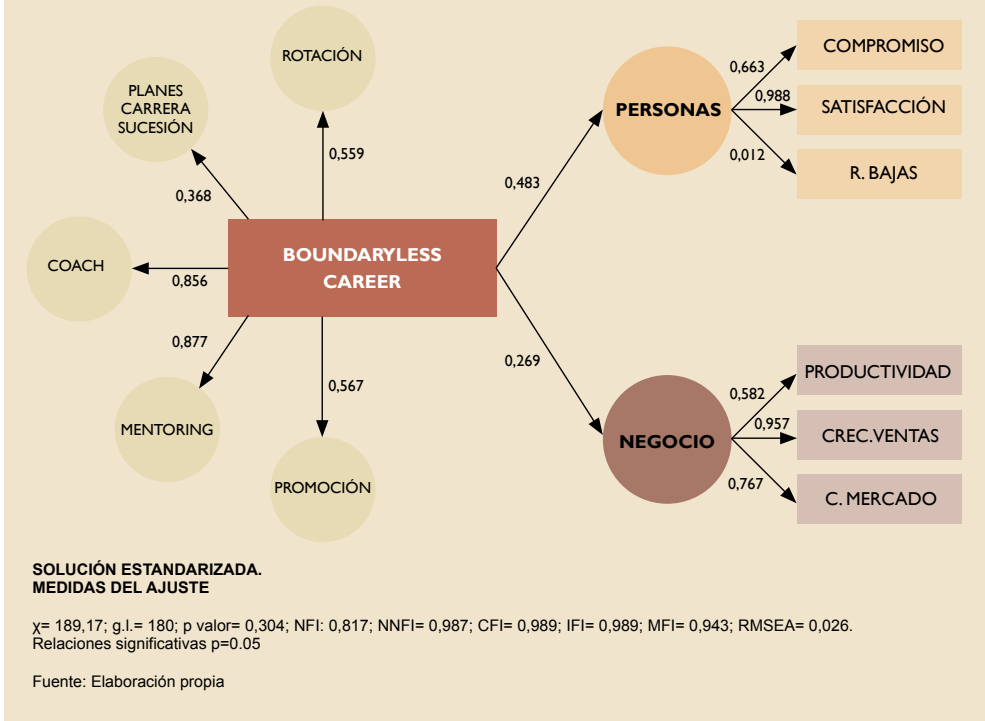 ROTACIÓN
PLANES
CARRERA
SUCESIÓN
COACH
MENTORING
PROMOCIÓN
0,559
0,368
0,856
0,877
0,567
BOUNDARYLESS
CAREER
0,483
0,269
PERSONAS
0,663
0,988
0,012
COMPROMISO
SATISFACCIÓN
R. BAJAS
NEGOCIO
0,582
0,957
0,767
PRODUCTIVIDAD
CREC.VENTAS
C. MERCADO
SOLUCIÓN ESTANDARIZADA.
MEDIDAS DEL AJUSTE
χ= 189,17; g.l.= 180; p valor= 0,304; NFI: 0,817; NNFI= 0,987; CFI= 0,989; IFI= 0,989; MFI= 0,943; RMSEA= 0,026.
Relaciones significativas p=0.05
Fuente: Elaboración propia